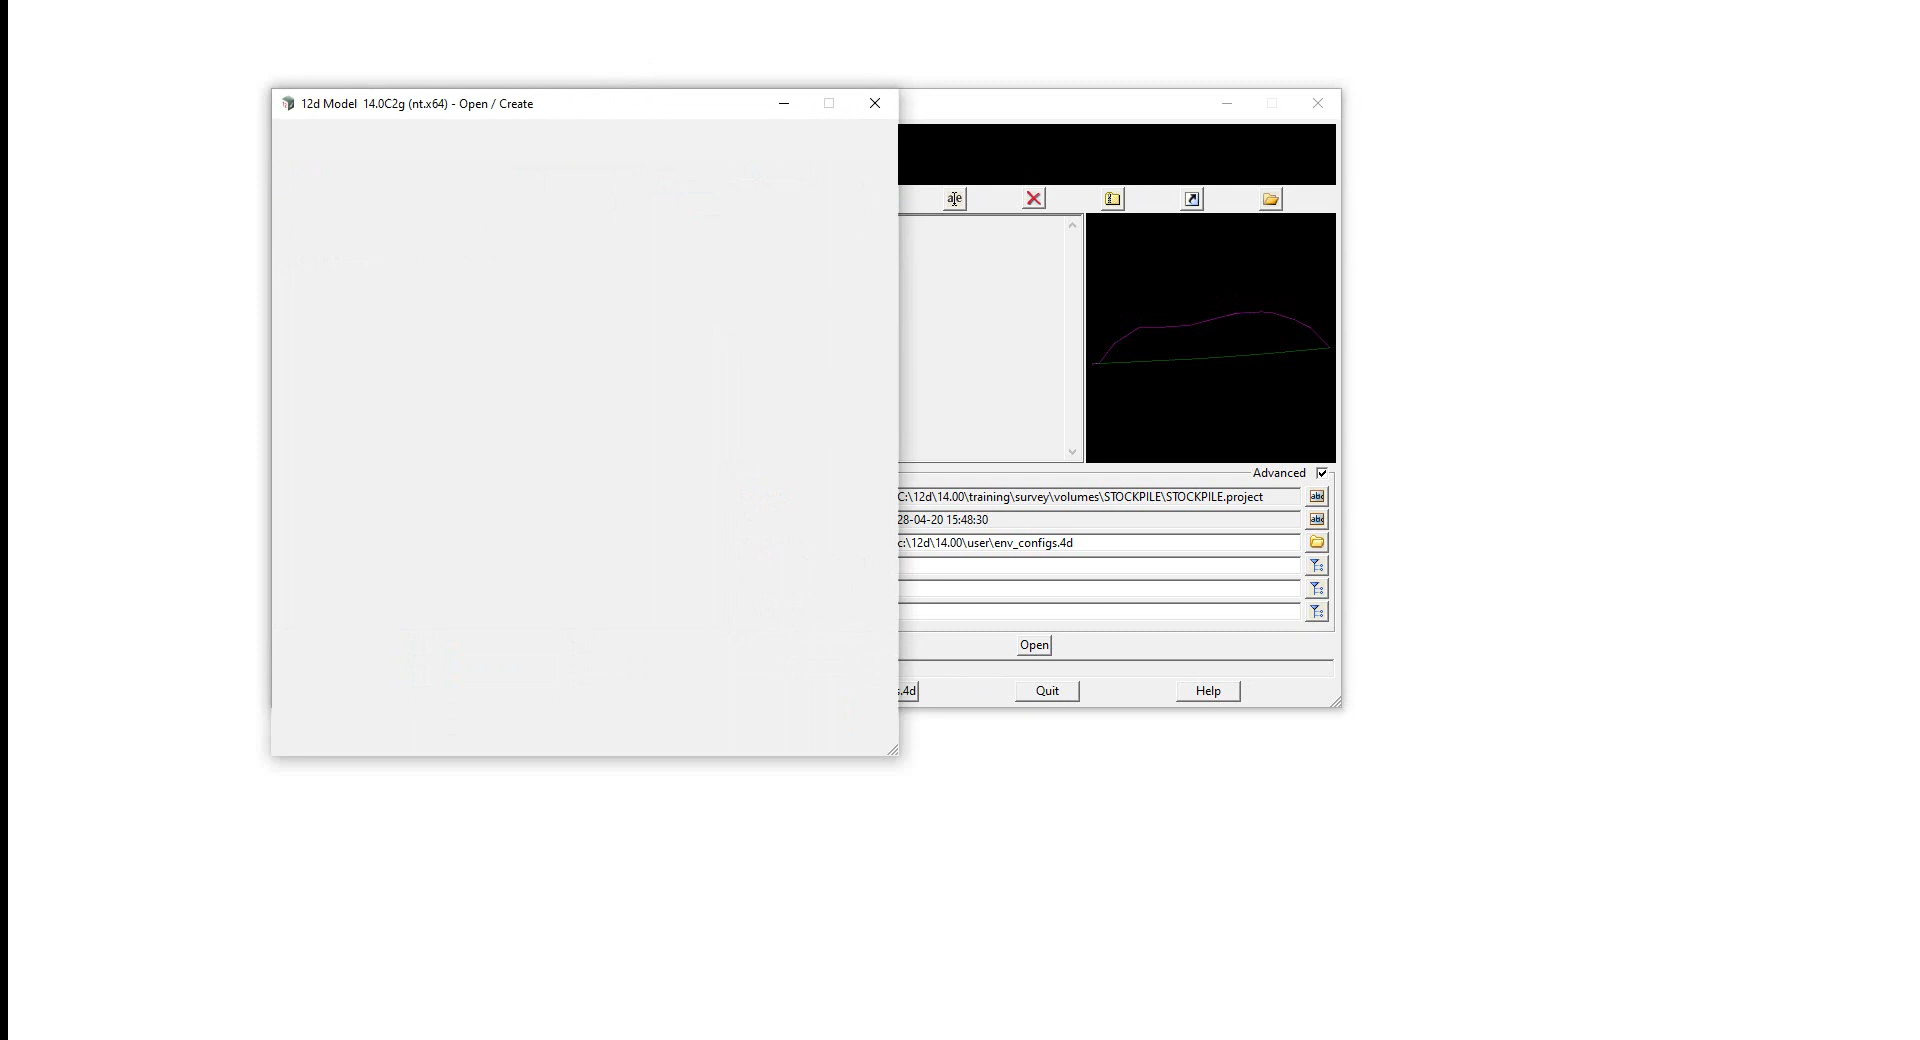 12d Model 14.0C2g (nt.x64) - Open / Create
Advanced
C:\12d\14.00\training\survey\volumes\STOCKPILE\STOCKPILE.project
28-04-20 15:48:30
c:\12d\14.00\user\env_configs.4d
Open
s.4d
Quit
Help